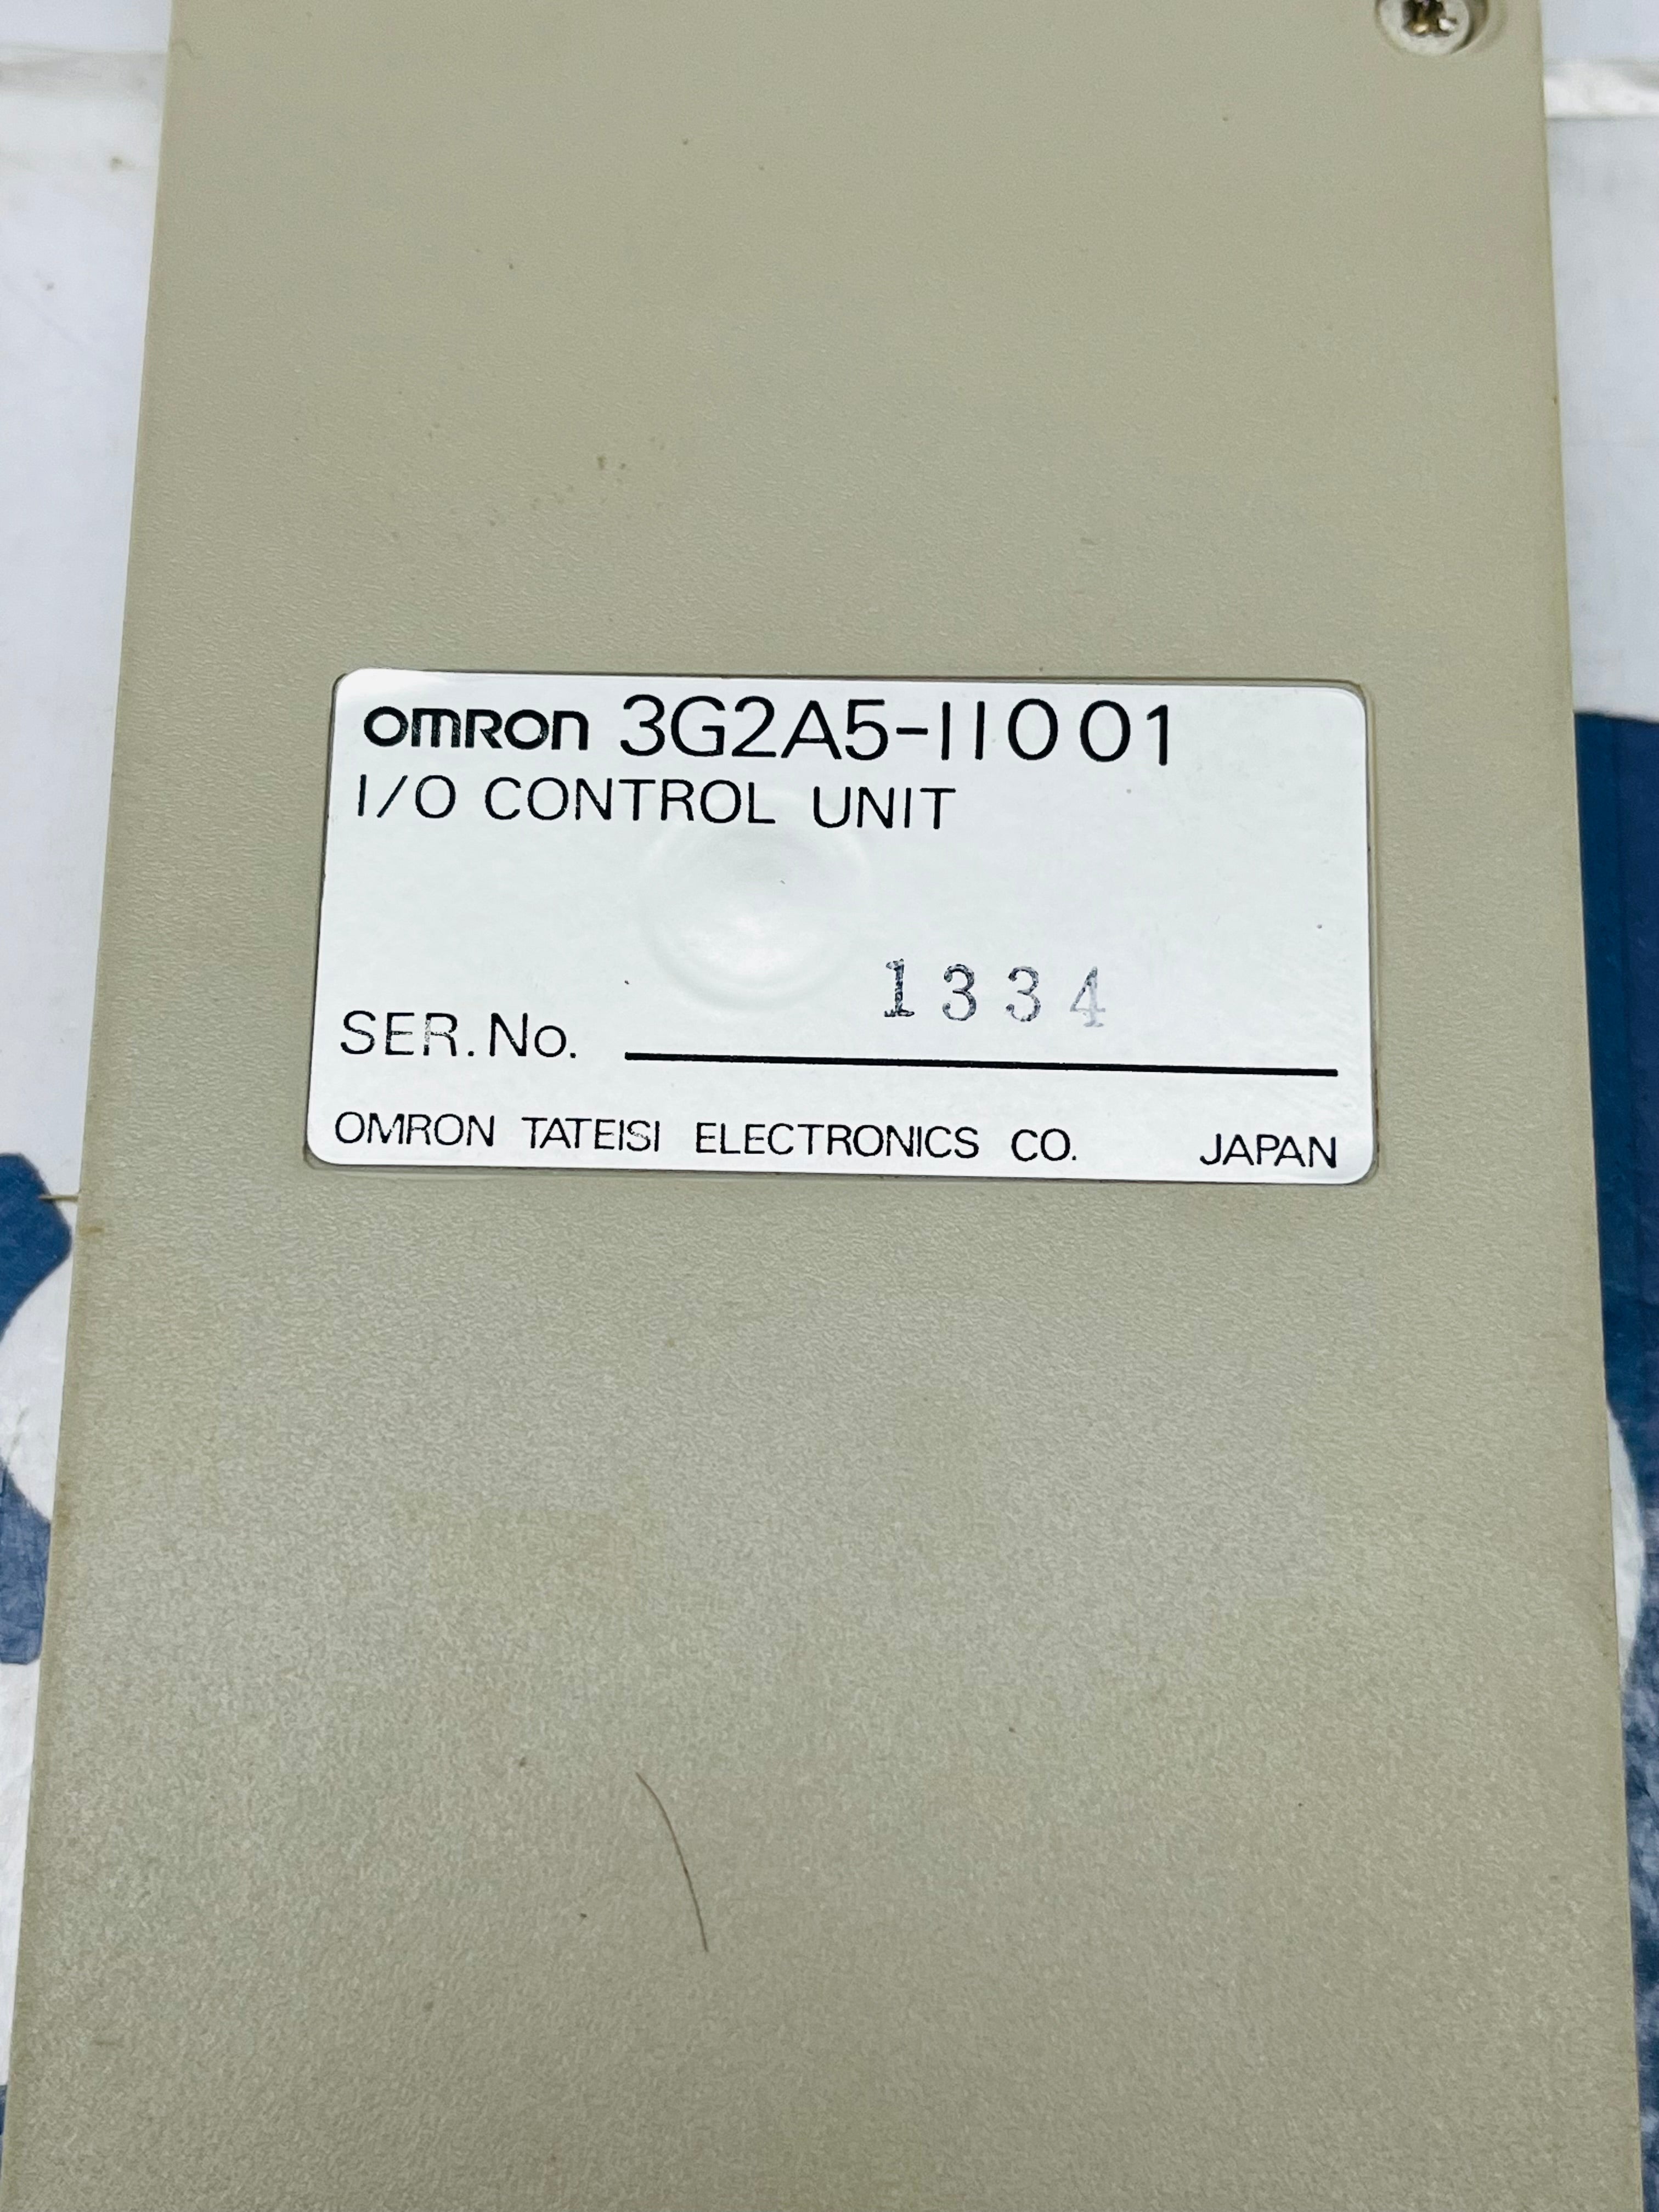 OMRON 3G2A5-II001
I/O CONTROL UNIT
1334
SER.No.
OMRON TATEISI ELECTRONICS CO. JAPAN